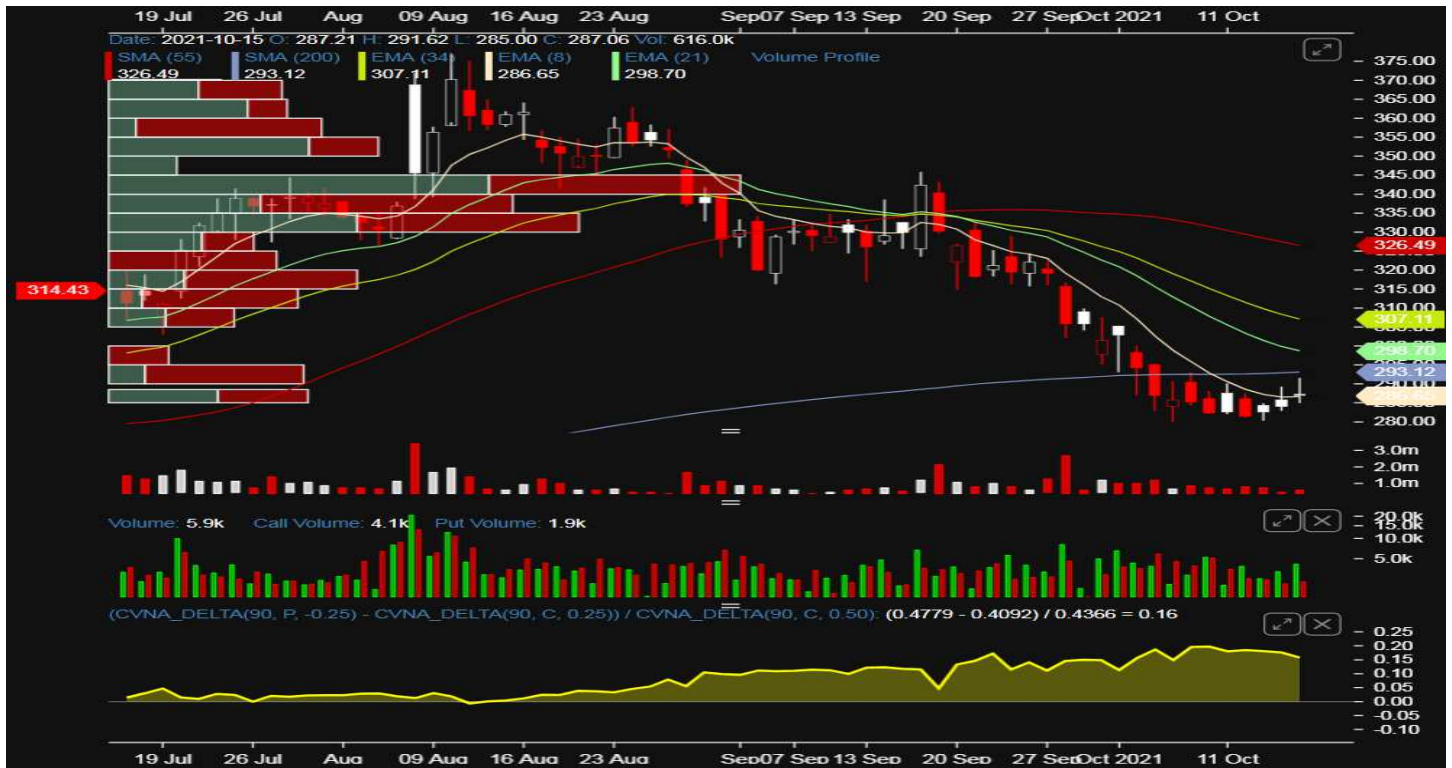 19 Jul 26 Jul Aug 09 Aug 16 Aug 23 Aug Sep07 Sep 13 Sep 20 Sep 27 SepOct 2021 11 Oct
Date: 2021-10-15 O: 287.21 H: 291.62 L: 285.00 C: 287.06 Vol: 616.0k
SMA (55) SMA (200) EMA (34) EMA (8) EMA (21) Volume Profile
326.49 293.12 307.11 286.65 298.70
375.00
370.00
365.00
360.00
355.00
350.00
345.00
340.00
335.00
330.00
326.49
320.00
314.43
315.00
310.00
307.11
298.70
293.12
290.00
286.65
280.00
3.0m
2.0m
1.0m
Volume: 5.9k Call Volume: 4.1k Put Volume: 1.9k
20.0k
15.0k
10.0k
5.0k
(CVNA_DELTA(90, P, -0.25) - CVNA_DELTA(90, C, 0.25)) / CVNA_DELTA(90, C, 0.50): (0.4779 - 0.4092) / 0.4366 = 0.16
0.25
0.20
0.15
0.10
0.05
0.00
-0.05
-0.10
19 Jul 26 Jul Aug 09 Aug 16 Aug 23 Aug Sep07 Sep 13 Sep 20 Sep 27 SepOct 2021 11 Oct